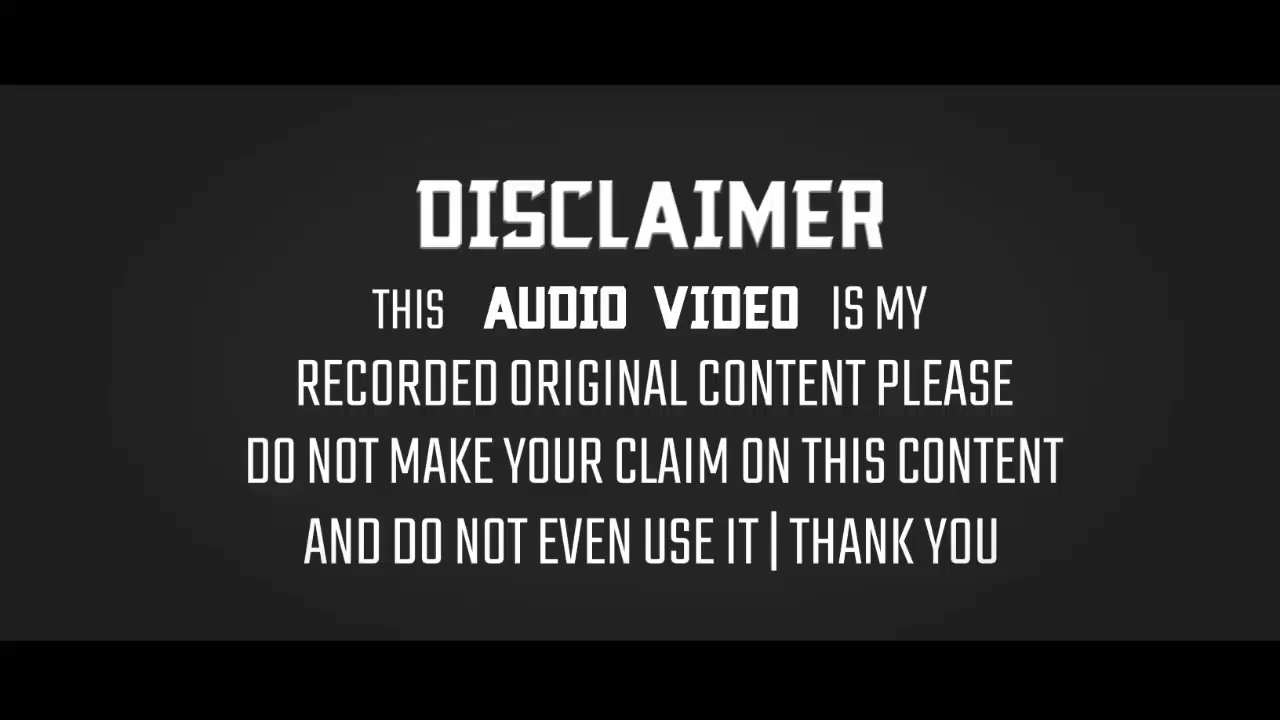 DISCLAIMER
THIS AUDIO VIDEO IS MY
RECORDED ORIGINAL CONTENT PLEASE
DO NOT MAKE YOUR CLAIM ON THIS CONTENT
AND DO NOT EVEN USE IT | THANK YOU